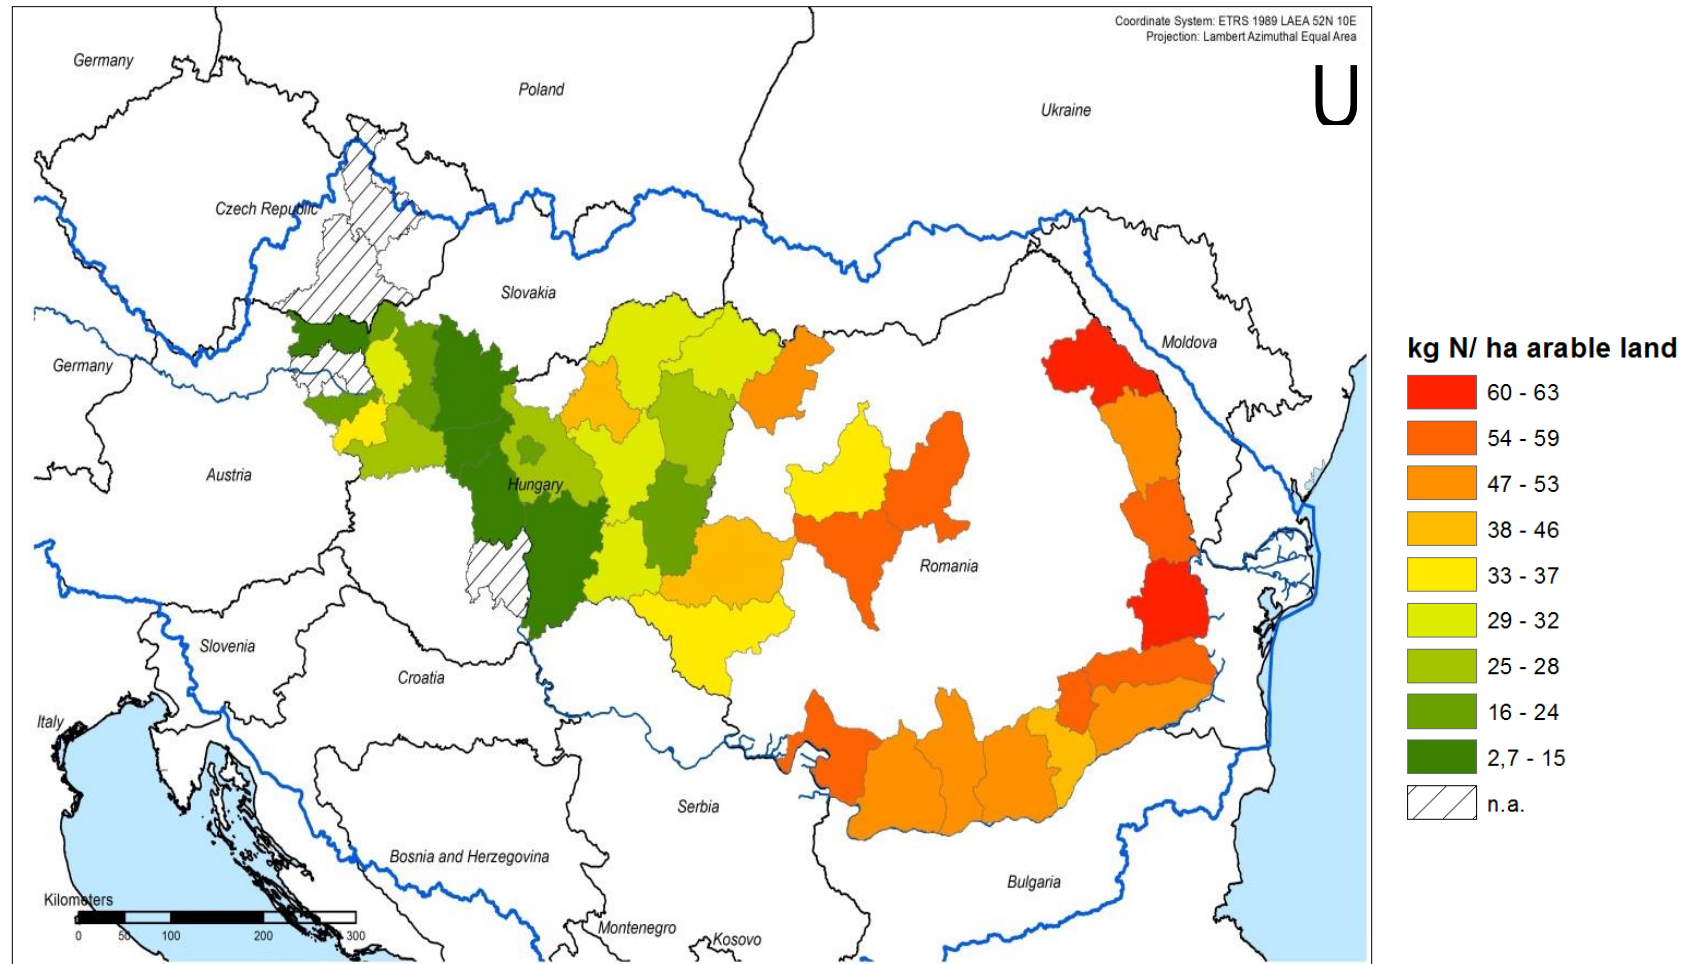 Coordinate System: ETRS 1989 LAEA 52N 10E
Projection: Lambert Azimuthal Equal Area
U
Germany
Poland
Ukraine
Czech Republic
Slovakia
Moldova
Germany
Austria
Hungary
Romania
Slovenia
Croatia
Italy
Serbia
Bosnia and Herzegovina
Bulgaria
Montenegro
Kosovo
Kilometers
0 50 100 200 300
kg N/ ha arable land
60 - 63
54 - 59
47 - 53
38 - 46
33 - 37
29 - 32
25 - 28
16 - 24
2,7 - 15
n.a.